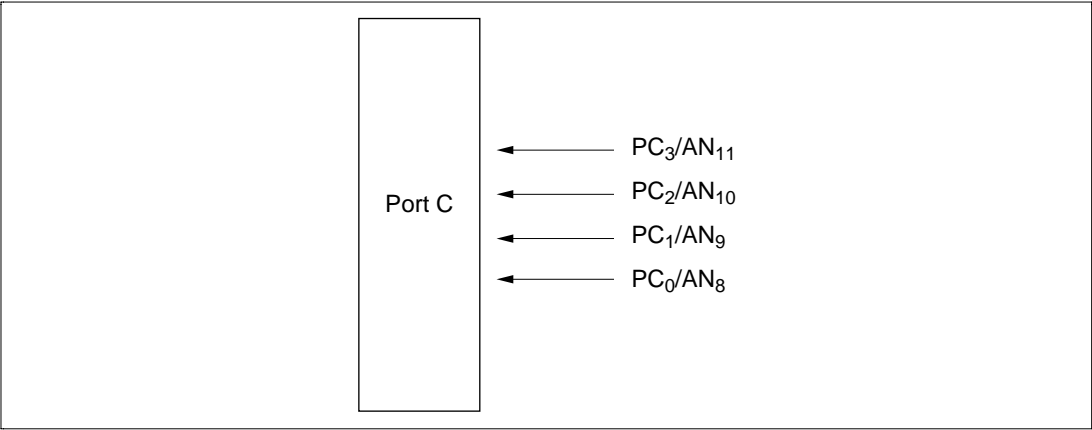 PC₃/AN₁₁
PC₂/AN₁₀
Port C
PC₁/AN₉
PC₀/AN₈